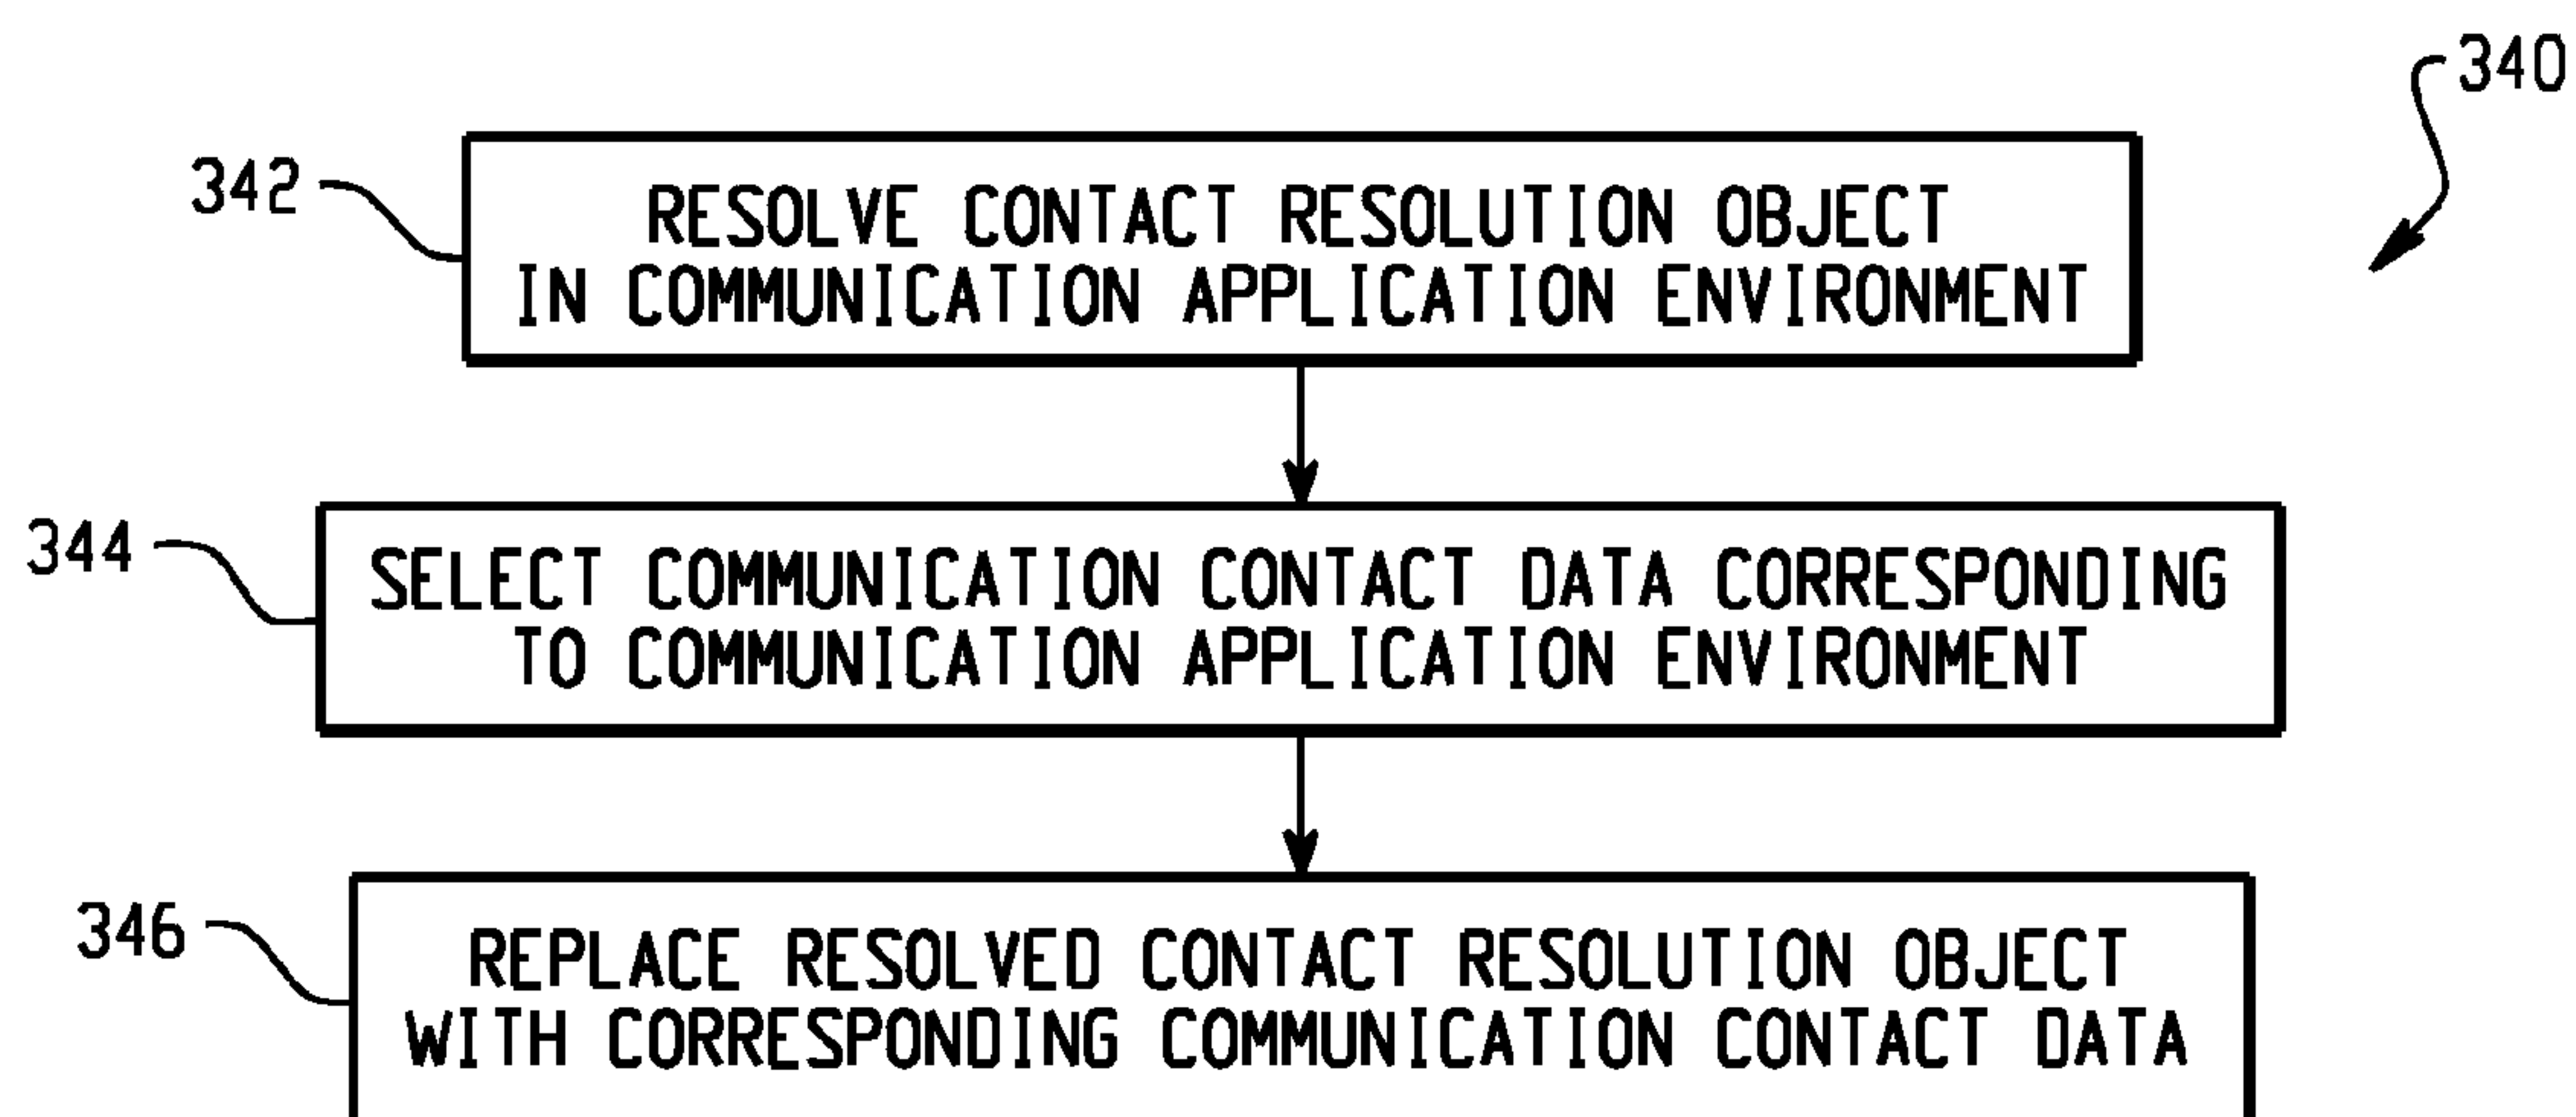 340
342
RESOLVE CONTACT RESOLUTION OBJECT
IN COMMUNICATION APPLICATION ENVIRONMENT
344
SELECT COMMUNICATION CONTACT DATA CORRESPONDING
TO COMMUNICATION APPLICATION ENVIRONMENT
346
REPLACE RESOLVED CONTACT RESOLUTION OBJECT
WITH CORRESPONDING COMMUNICATION CONTACT DATA